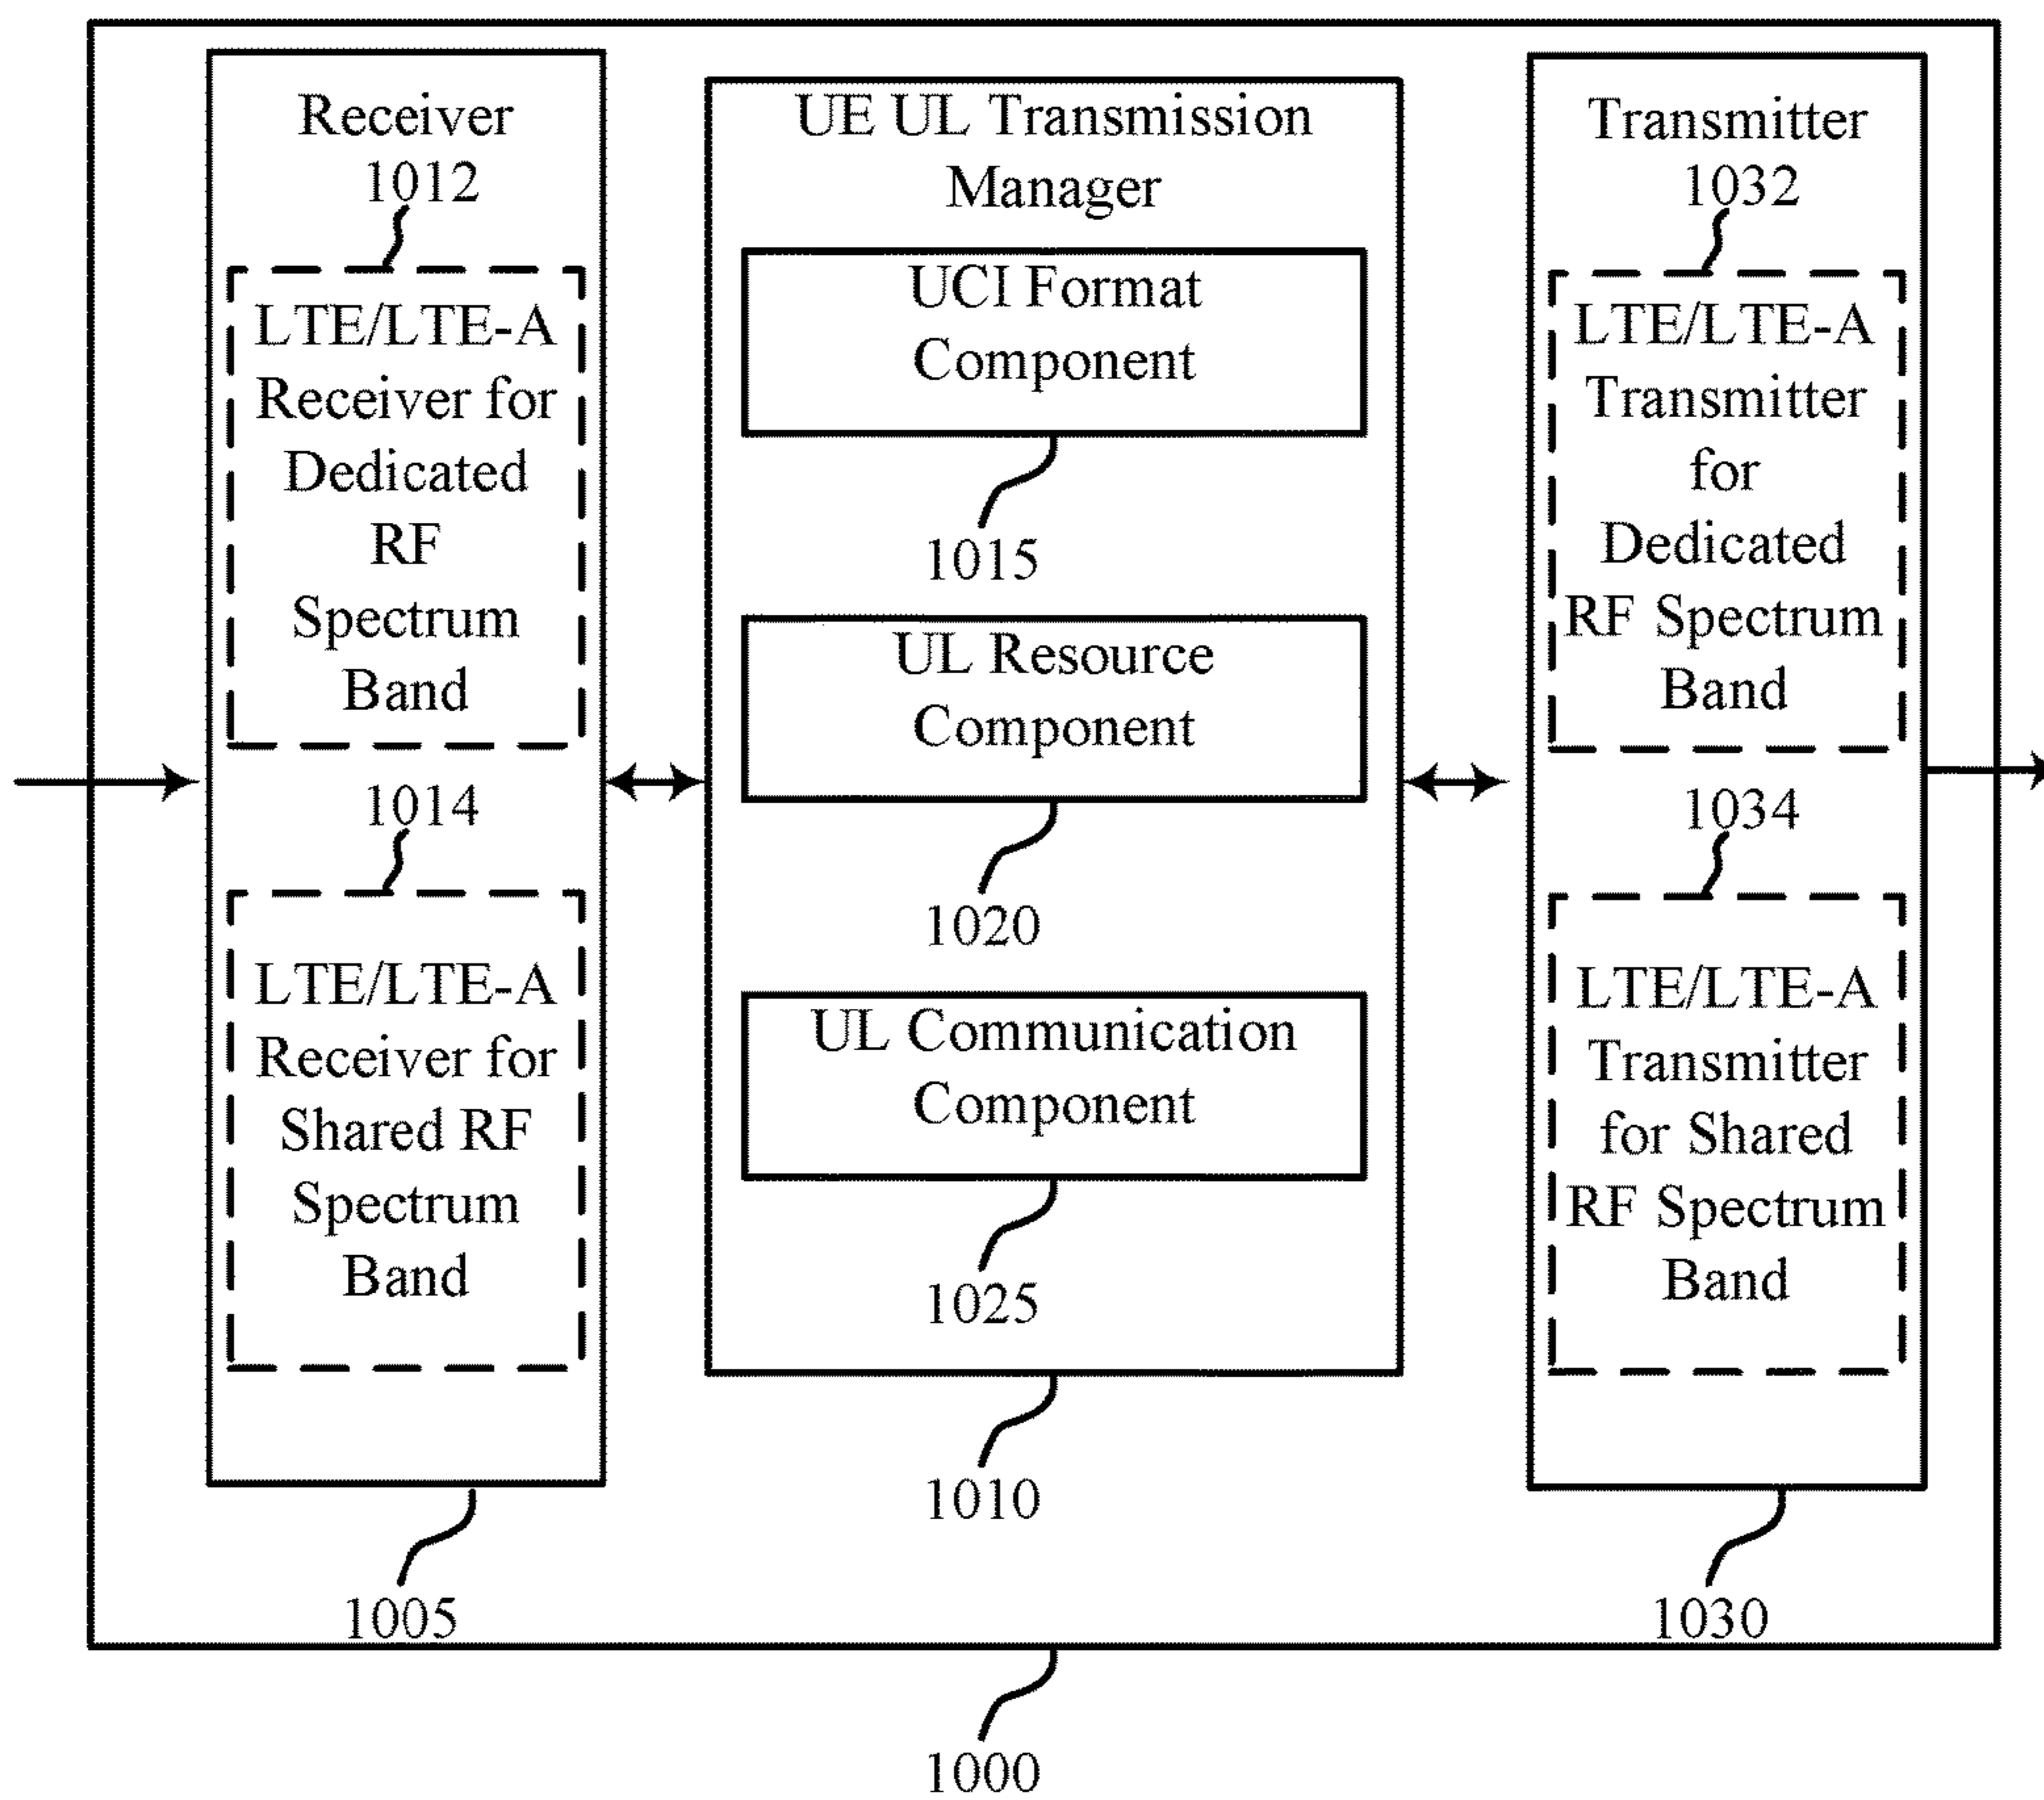 Receiver
1012
LTE/LTE-A
Receiver for
Dedicated
RF
Spectrum
Band
1014
LTE/LTE-A
Receiver for
Shared RF
Spectrum
Band
1005
UE UL Transmission
Manager
UCI Format
Component
1015
UL Resource
Component
1020
UL Communication
Component
1025
1010
Transmitter
1032
LTE/LTE-A
Transmitter
for
Dedicated
RF Spectrum
Band
1034
LTE/LTE-A
Transmitter
for Shared
RF Spectrum
Band
1030
1000